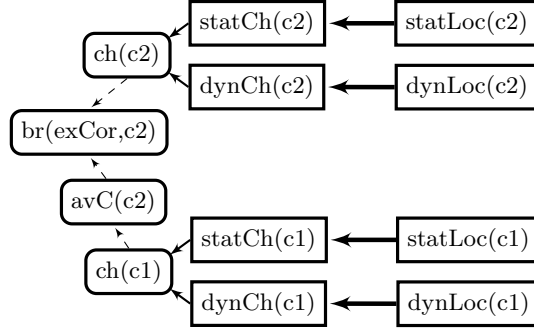 statCh(c2) statLoc(c2)
ch(c2)
dynCh(c2) dynLoc(c2)
br(exCor,c2)
avC(c2)
statCh(c1) statLoc(c1)
ch(c1)
dynCh(c1) dynLoc(c1)